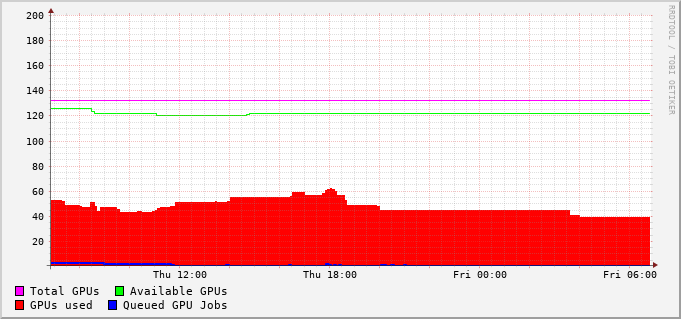 200
180
160
140
120
100
80
60
40
20
Thu 12:00 Thu 18:00 Fri 00:00 Fri 06:00
Total GPUs Available GPUs
GPUs used Queued GPU Jobs
RRDTOOL / TOBI OETIKER